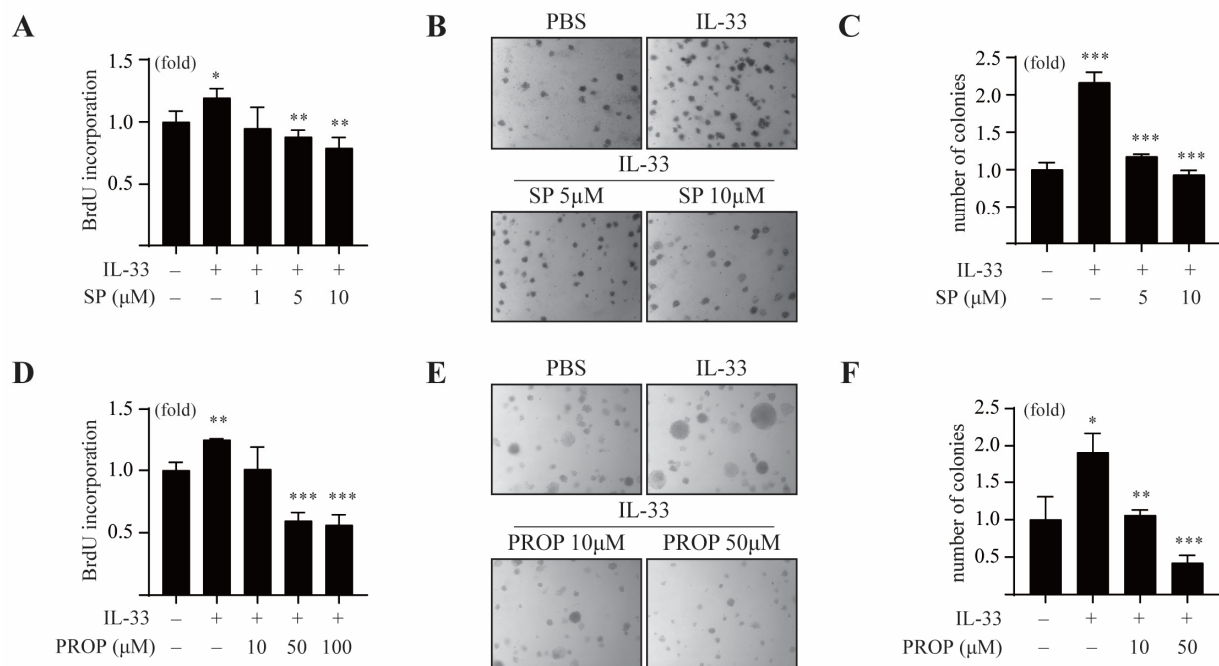 A
(fold)
BrdU incorporation
1.5
1.0
0.5
*
**
**
IL-33 – + + + +
SP (μM) – – 1 5 10
B
PBS IL-33
IL-33
SP 5μM SP 10μM
C
(fold)
number of colonies
2.5
2.0
1.5
1.0
0.5
***
***
***
IL-33 – + + +
SP (μM) – – 5 10
D
(fold)
BrdU incorporation
1.5
1.0
0.5
**
***
***
IL-33 – + + + +
PROP (μM) – – 10 50 100
E
PBS IL-33
IL-33
PROP 10μM PROP 50μM
F
(fold)
number of colonies
2.5
2.0
1.5
1.0
0.5
*
**
***
IL-33 – + + +
PROP (μM) – – 10 50